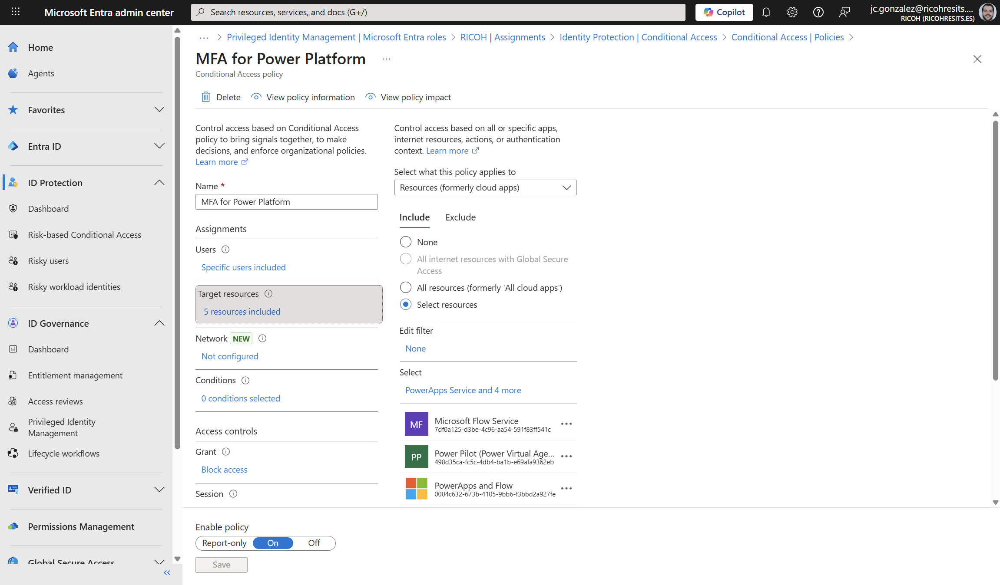 Microsoft Entra admin center
Search resources, services, and docs (G+/)
Copilot
jc.gonzalez@ricohresits....
RICOH (RICOHRESITS.ES)
Home
Agents
Favorites
Entra ID
ID Protection
Dashboard
Risk-based Conditional Access
Risky users
Risky workload identities
ID Governance
Dashboard
Entitlement management
Access reviews
Privileged Identity
Management
Lifecycle workflows
Verified ID
Permissions Management
Global Secure Access
... > Privileged Identity Management | Microsoft Entra roles > RICOH | Assignments > Identity Protection | Conditional Access > Conditional Access | Policies >
MFA for Power Platform ...
Conditional Access policy
Delete
View policy information
View policy impact
Control access based on Conditional Access
policy to bring signals together, to make
decisions, and enforce organizational policies.
Learn more
Name *
MFA for Power Platform
Assignments
Users
Specific users included
Target resources
5 resources included
Network NEW
Not configured
Conditions
0 conditions selected
Access controls
Grant
Block access
Session
Control access based on all or specific apps,
internet resources, actions, or authentication
context. Learn more
Select what this policy applies to
Resources (formerly cloud apps)
Include Exclude
None
All internet resources with Global Secure
Access
All resources (formerly 'All cloud apps')
Select resources
Edit filter
None
Select
PowerApps Service and 4 more
MF
Microsoft Flow Service
7df0a125-d3be-4c96-aa54-591f83ff541c
PP
Power Pilot (Power Virtual Age...
498d35ca-fc5c-4db4-ba1b-e69afa9362eb
PowerApps and Flow
0004c632-673b-4105-9bb6-f3bbd2a927fe
Enable policy
Report-only On Off
Save